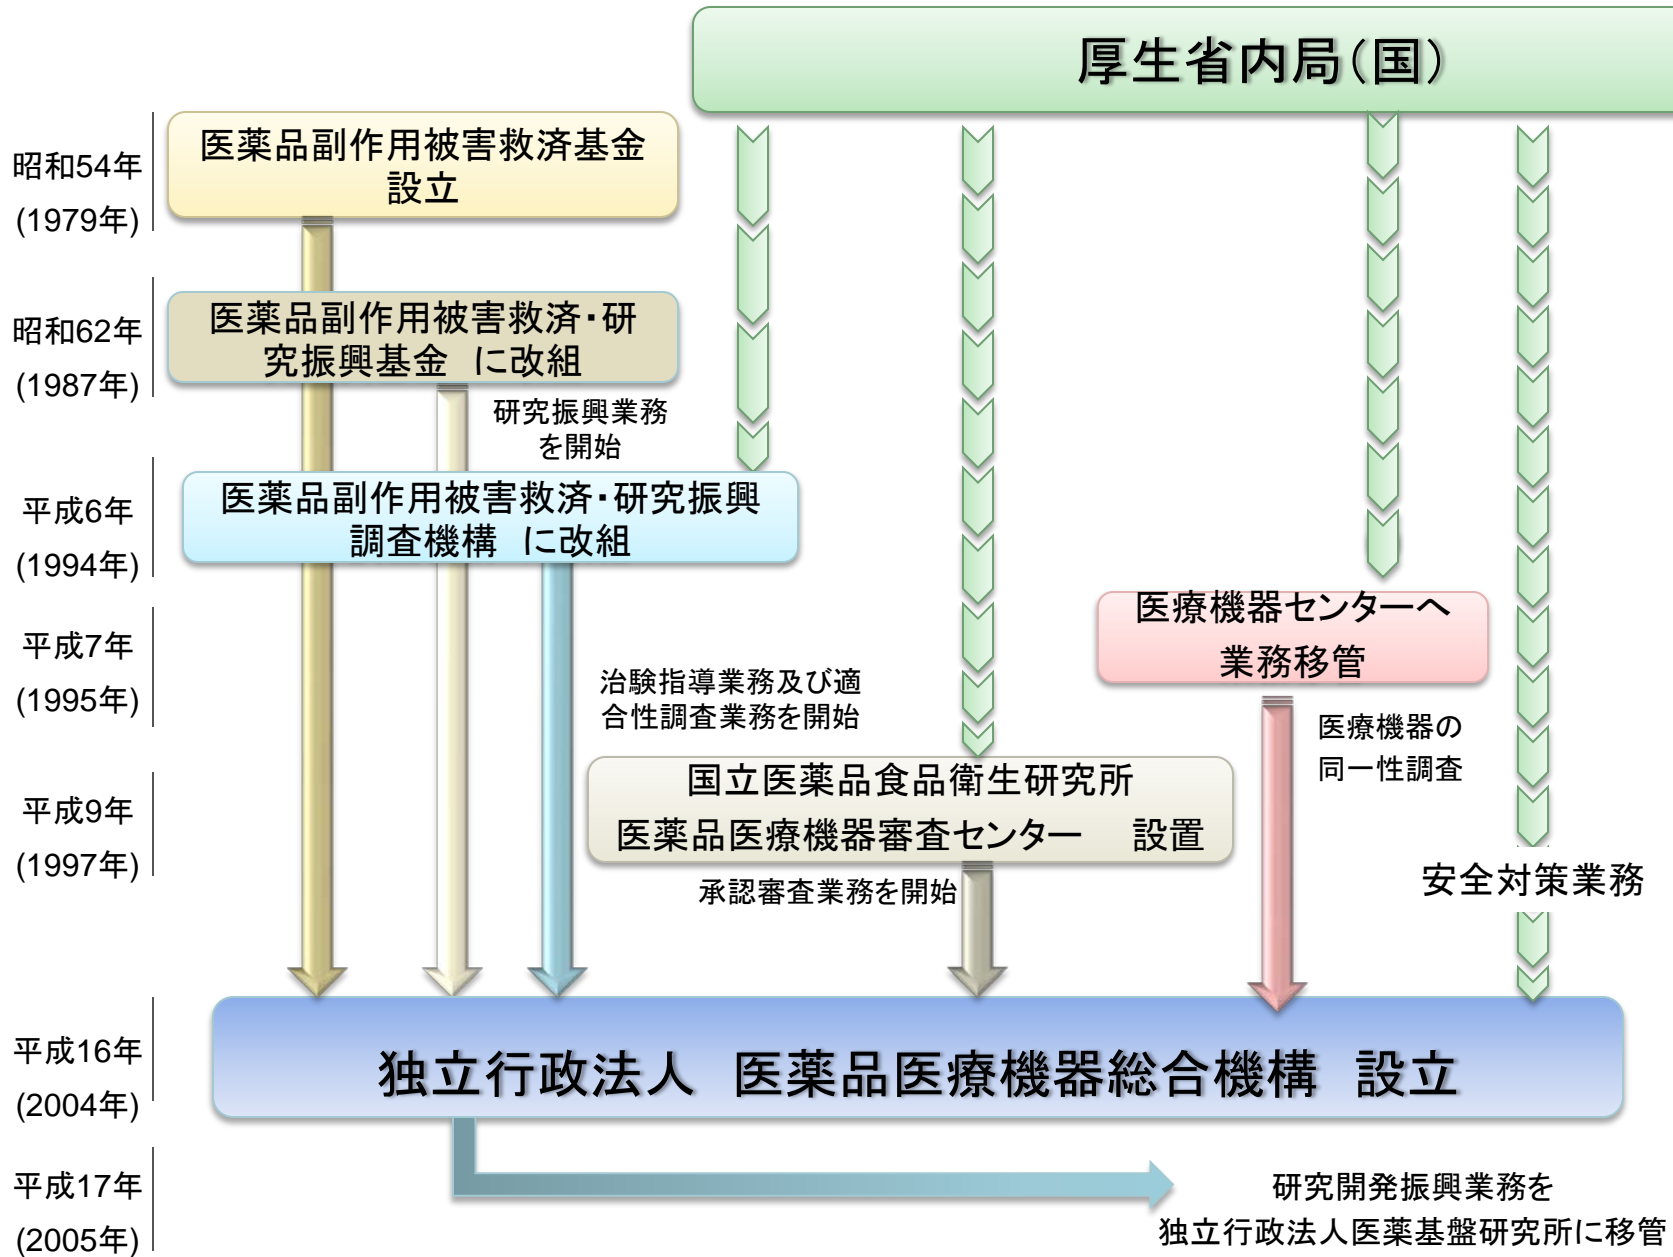 厚生省内局（国）
昭和54年
(1979年)
医薬品副作用被害救済基金
設立
昭和62年
(1987年)
医薬品副作用被害救済・研
究振興基金　に改組
研究振興業務
を開始
平成6年
(1994年)
医薬品副作用被害救済・研究振興
調査機構　に改組
平成7年
(1995年)
医療機器センターへ
業務移管
治験指導業務及び適
合性調査業務を開始
医療機器の
同一性調査
平成9年
(1997年)
国立医薬品食品衛生研究所
医薬品医療機器審査センター　設置
承認審査業務を開始
安全対策業務
平成16年
(2004年)
独立行政法人　医薬品医療機器総合機構　設立
平成17年
(2005年)
研究開発振興業務を
独立行政法人医薬基盤研究所に移管